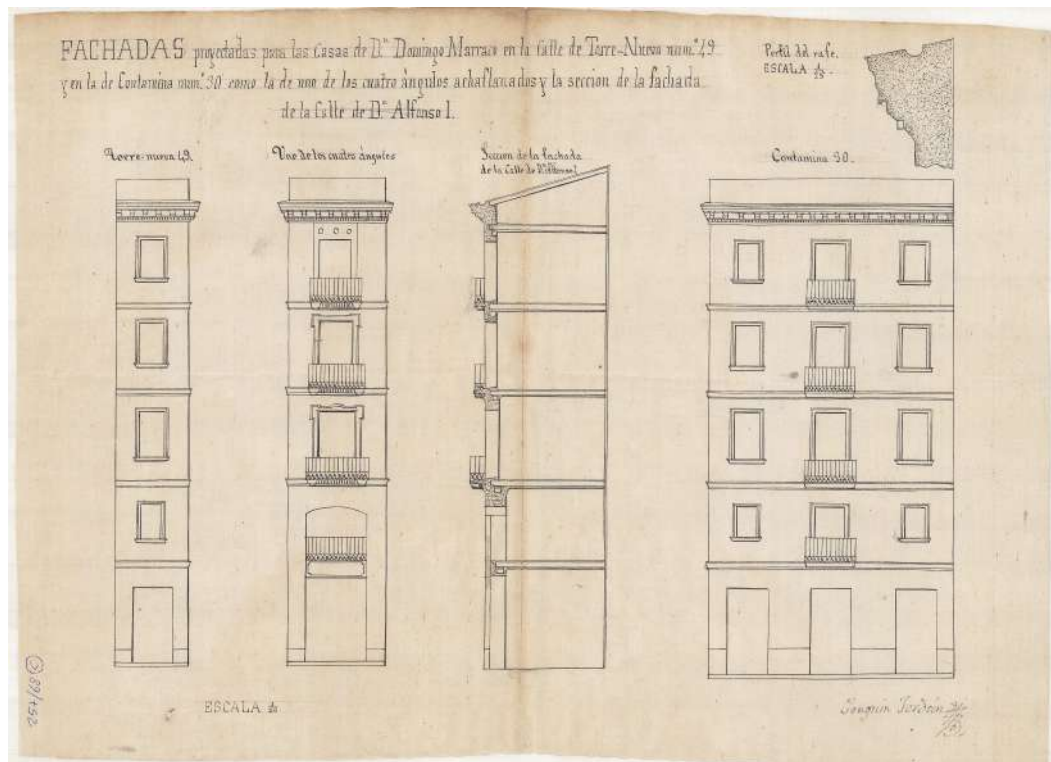 FACHADAS proyectadas para las Casas de Dn Domingo Marraco en la Calle de Torre-Nueva num.º 49
y en la de Contamina num.º 30 como la de uno de los cuatro ángulos achaflanados y la seccion de la fachada
de la Calle de Dn Alfonso I.
Perfil del rafe.
ESCALA
Torre-nueva 49.
Uno de los cuatro ángulos
Seccion de la fachada
de la Calle de Dn Alfonso I
Contamina 30.
ESCALA
89/752
Joaquin